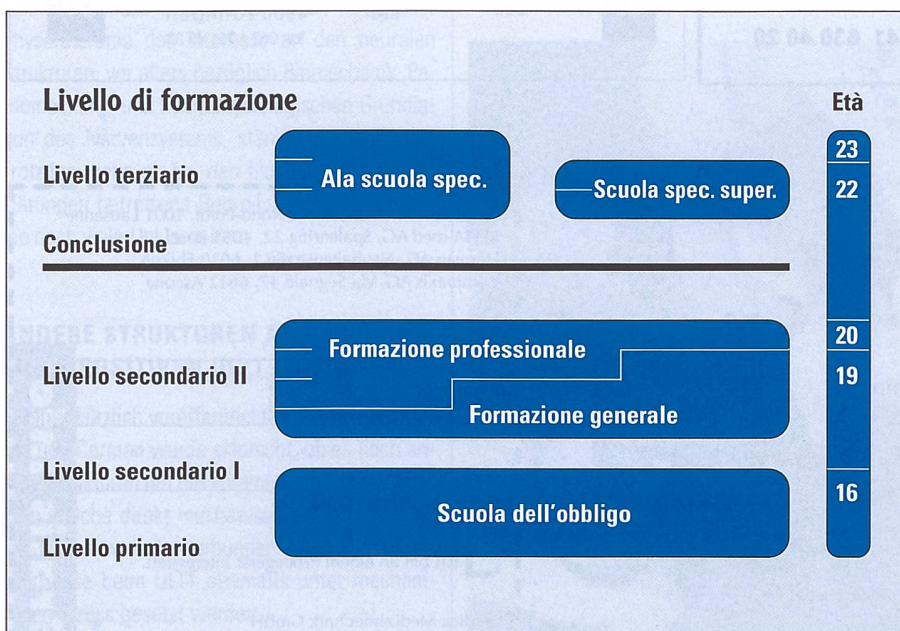 Livello di formazione
Età
23
Livello terziario
Ala scuola spec.
Scuola spec. super.
22
Conclusione
20
Formazione professionale
Livello secondario II
19
Formazione generale
Livello secondario I
16
Scuola dell'obbligo
Livello primario